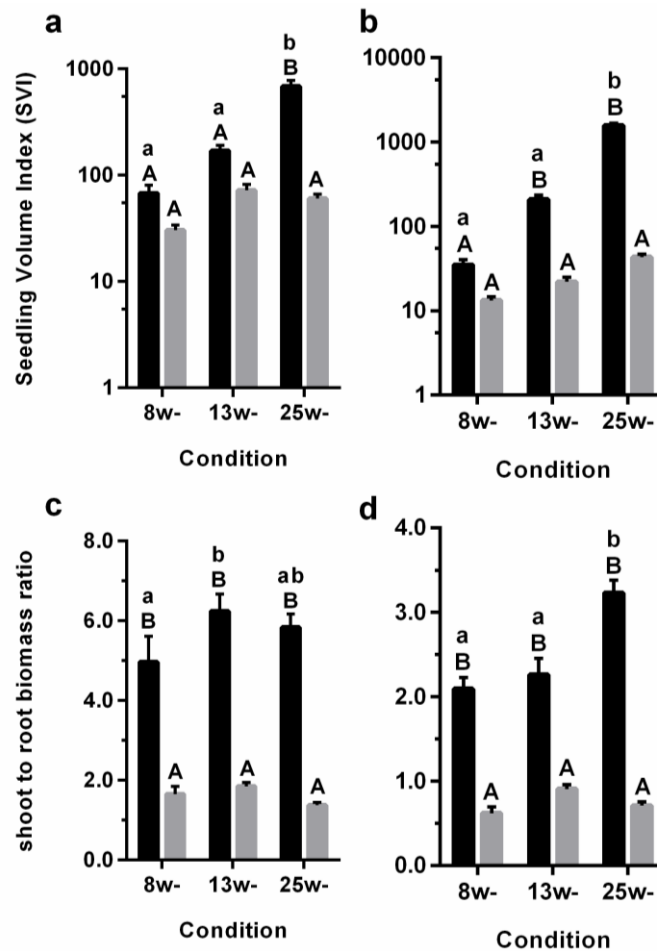 a
Seedling Volume Index (SVI)
1000
100
10
1
a
A
A
a
A
A
b
B
A
8w-
13w-
25w-
Condition
b
10000
1000
100
10
1
a
A
A
a
B
A
b
B
A
8w-
13w-
25w-
Condition
c
shoot to root biomass ratio
8.0
6.0
4.0
2.0
0.0
a
B
A
b
B
A
ab
B
A
8w-
13w-
25w-
Condition
d
4.0
3.0
2.0
1.0
0.0
a
B
A
a
B
A
b
B
A
8w-
13w-
25w-
Condition